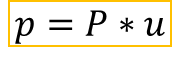 p = P * u